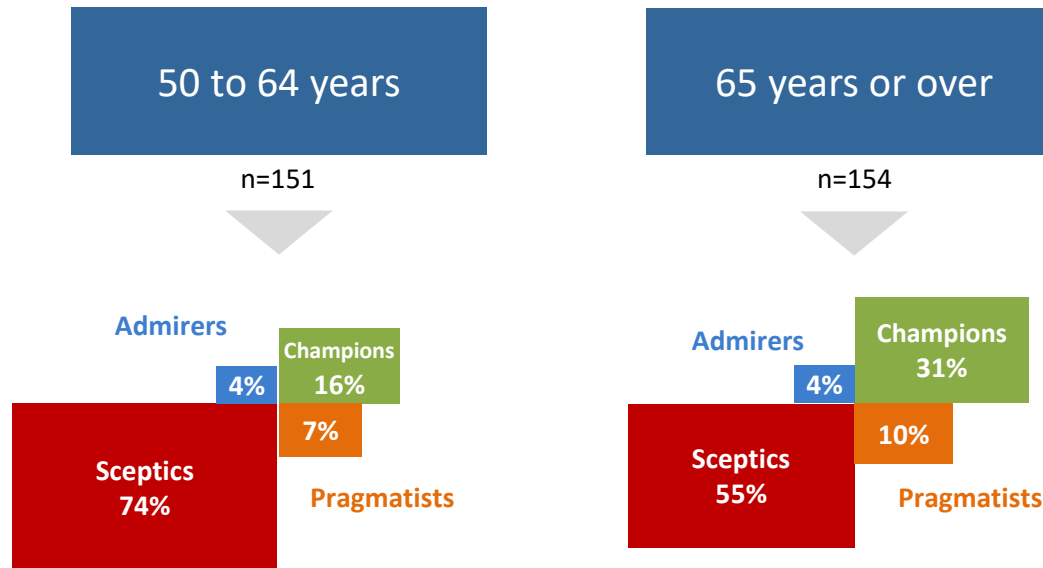 50 to 64 years
n=151
Admirers
Champions
16%
4%
7%
Sceptics
74%
Pragmatists
65 years or over
n=154
Admirers
Champions
31%
4%
10%
Sceptics
55%
Pragmatists